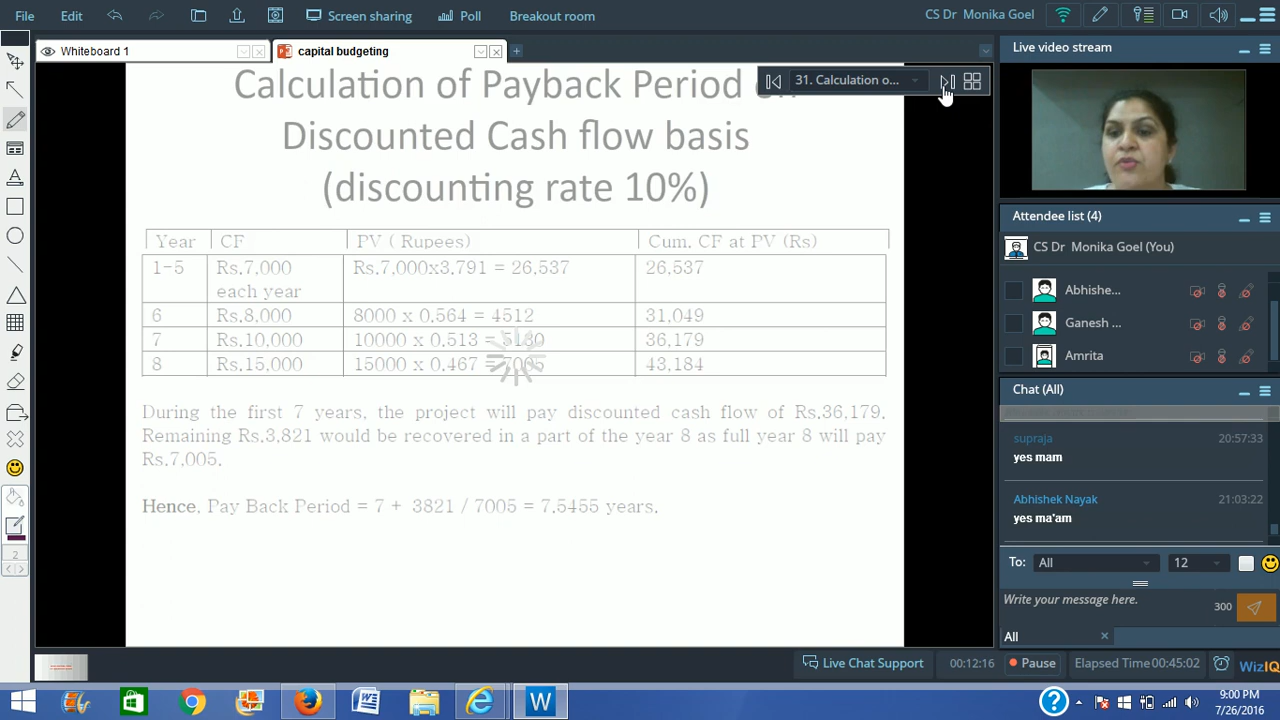 File Edit Screen sharing Poll Breakout room CS Dr Monika Goel
Whiteboard 1 capital budgeting
Live video stream
31. Calculation o...
Calculation of Payback Period
Discounted Cash flow basis
(discounting rate 10%)
Year CF PV ( Rupees) Cum. CF at PV (Rs)
1-5 Rs.7,000 Rs.7,000x3.791 = 26,537 26,537
each year
6 Rs.8,000 8000 x 0.564 = 4512 31,049
7 Rs.10,000 10000 x 0.513 = 5130 36,179
8 Rs.15,000 15000 x 0.467 = 7005 43,184
During the first 7 years, the project will pay discounted cash flow of Rs.36,179.
Remaining Rs.3,821 would be recovered in a part of the year 8 as full year 8 will pay
Rs.7,005.
Hence, Pay Back Period = 7 + 3821 / 7005 = 7.5455 years.
Attendee list (4)
CS Dr Monika Goel (You)
Abhishe...
Ganesh ...
Amrita
Chat (All)
supraja 20:57:33
yes mam
Abhishek Nayak 21:03:22
yes ma'am
To: All 12
Write your message here. 300
All
2
Live Chat Support 00:12:16 Pause Elapsed Time 00:45:02 WizIQ
9:00 PM
7/26/2016